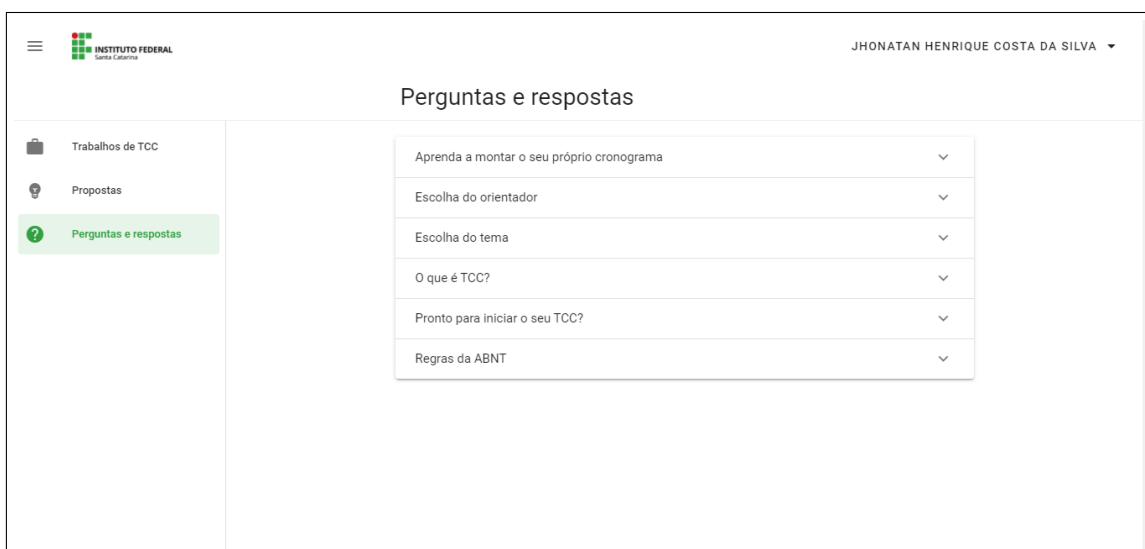 INSTITUTO FEDERAL
Santa Catarina
JHONATAN HENRIQUE COSTA DA SILVA
Perguntas e respostas
Trabalhos de TCC
Propostas
Perguntas e respostas
Aprenda a montar o seu próprio cronograma
Escolha do orientador
Escolha do tema
O que é TCC?
Pronto para iniciar o seu TCC?
Regras da ABNT